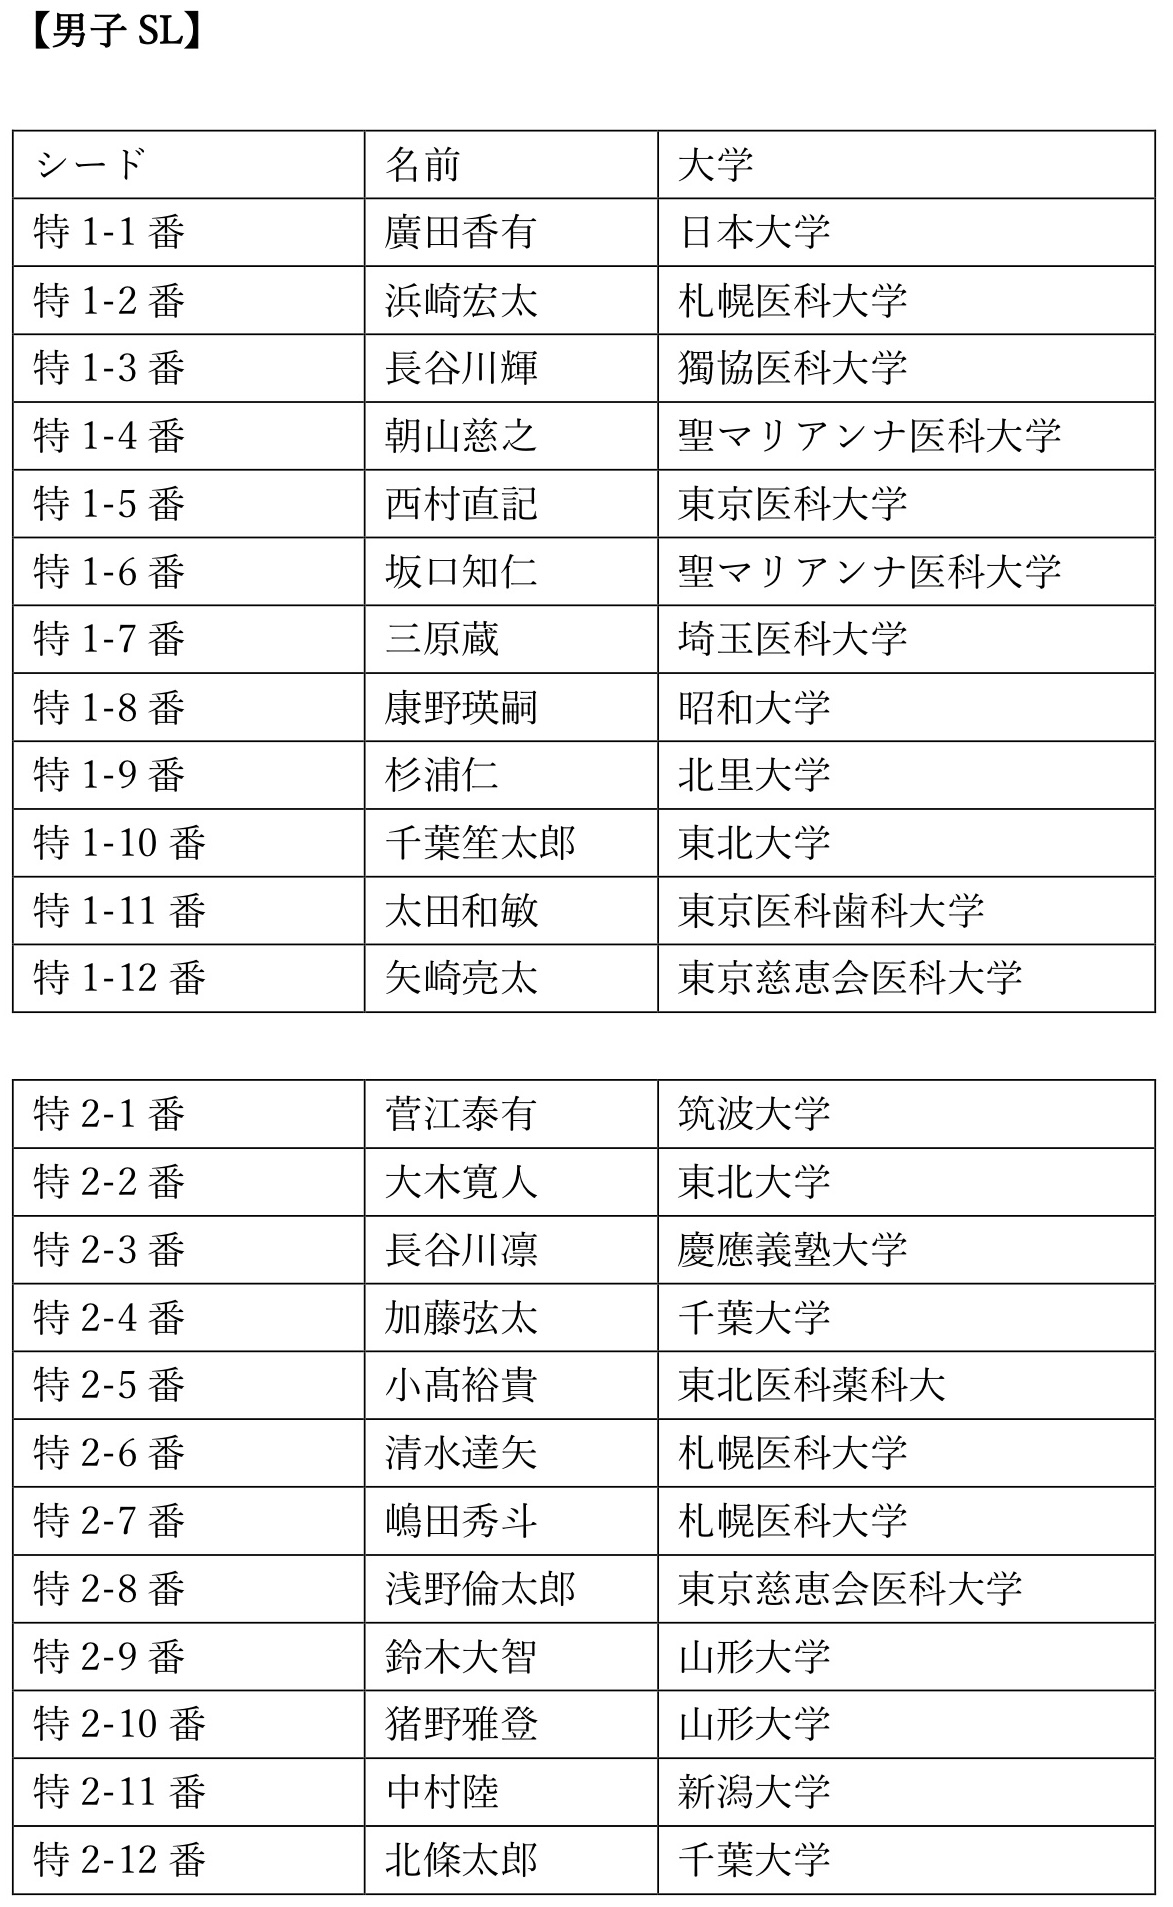 【男子 SL】
シード 名前 大学
特 1-1 番 廣田香有 日本大学
特 1-2 番 浜崎宏太 札幌医科大学
特 1-3 番 長谷川輝 獨協医科大学
特 1-4 番 朝山慈之 聖マリアンナ医科大学
特 1-5 番 西村直記 東京医科大学
特 1-6 番 坂口知仁 聖マリアンナ医科大学
特 1-7 番 三原蔵 埼玉医科大学
特 1-8 番 康野瑛嗣 昭和大学
特 1-9 番 杉浦仁 北里大学
特 1-10 番 千葉笙太郎 東北大学
特 1-11 番 太田和敏 東京医科歯科大学
特 1-12 番 矢崎亮太 東京慈恵会医科大学
特 2-1 番 菅江泰有 筑波大学
特 2-2 番 大木寛人 東北大学
特 2-3 番 長谷川凛 慶應義塾大学
特 2-4 番 加藤弦太 千葉大学
特 2-5 番 小髙裕貴 東北医科薬科大
特 2-6 番 清水達矢 札幌医科大学
特 2-7 番 嶋田秀斗 札幌医科大学
特 2-8 番 浅野倫太郎 東京慈恵会医科大学
特 2-9 番 鈴木大智 山形大学
特 2-10 番 猪野雅登 山形大学
特 2-11 番 中村陸 新潟大学
特 2-12 番 北條太郎 千葉大学